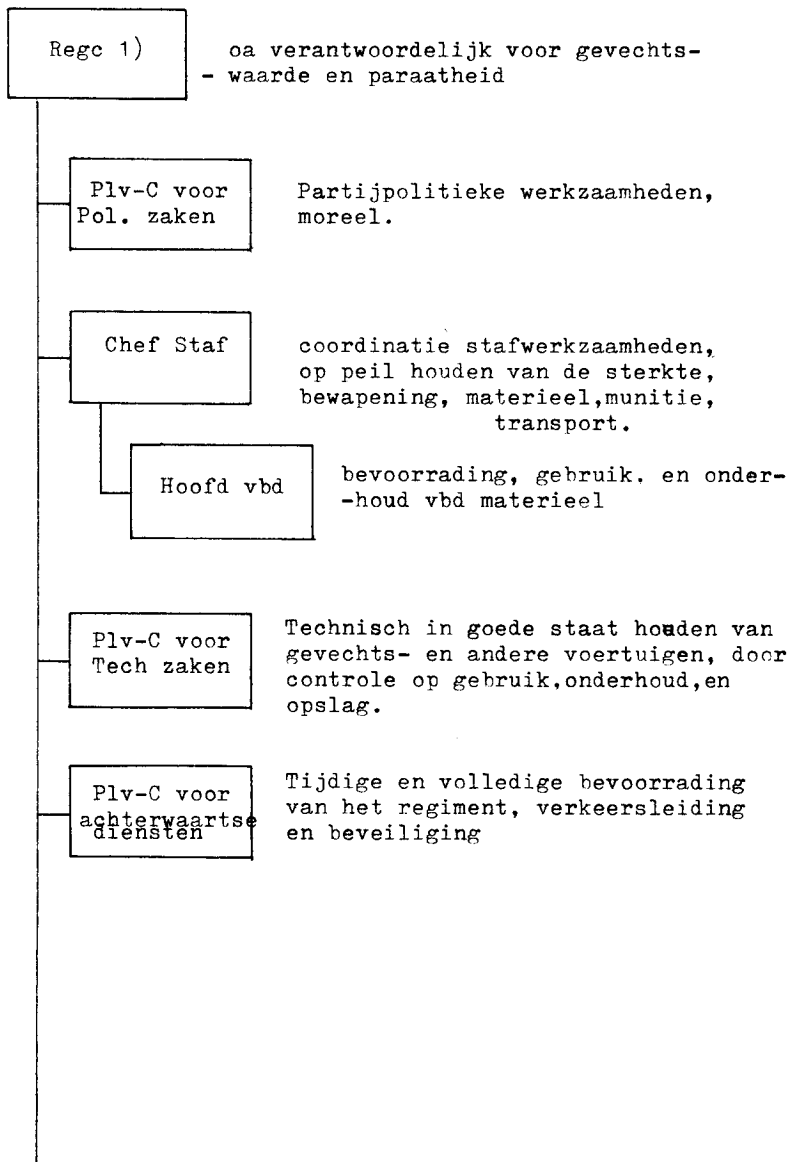 Regc 1)
oa verantwoordelijk voor gevechts-
- waarde en paraatheid
Plv-C voor
Pol. zaken
Partijpolitieke werkzaamheden,
moreel.
Chef Staf
coordinatie stafwerkzaamheden,
op peil houden van de sterkte,
bewapening, materieel,munitie,
transport.
Hoofd vbd
bevoorrading, gebruik. en onder-
-houd vbd materieel
Plv-C voor
Tech zaken
Technisch in goede staat houden van
gevechts- en andere voertuigen, door
controle op gebruik,onderhoud,en
opslag.
Plv-C voor
achterwaartse
diensten
Tijdige en volledige bevoorrading
van het regiment, verkeersleiding
en beveiliging